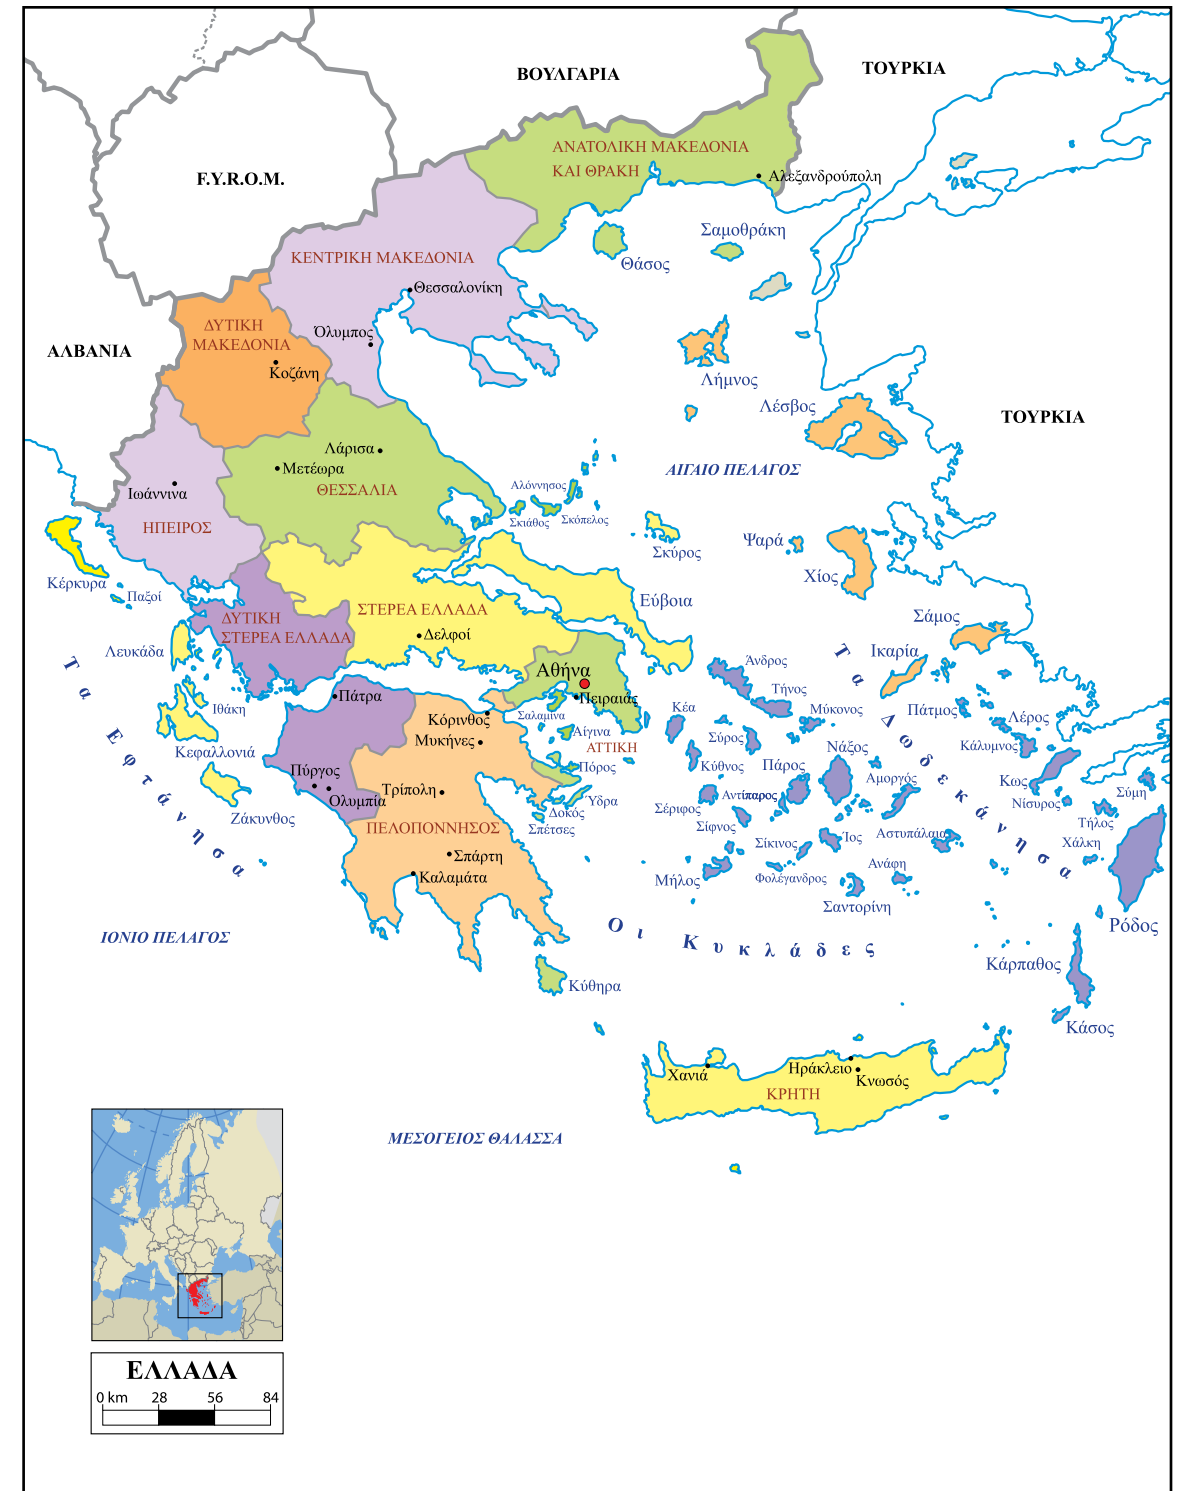 ΒΟΥΛΓΑΡΙΑ
ΤΟΥΡΚΙΑ
F.Y.R.O.M.
ΑΝΑΤΟΛΙΚΗ ΜΑΚΕΔΟΝΙΑ
ΚΑΙ ΘΡΑΚΗ
Αλεξανδρούπολη
Σαμοθράκη
Θάσος
ΚΕΝΤΡΙΚΗ ΜΑΚΕΔΟΝΙΑ
Θεσσαλονίκη
ΔΥΤΙΚΗ
ΜΑΚΕΔΟΝΙΑ
Όλυμπος
ΑΛΒΑΝΙΑ
Κοζάνη
Λήμνος
Λέσβος
ΤΟΥΡΚΙΑ
Λάρισα
Μετέωρα
ΘΕΣΣΑΛΙΑ
ΑΙΓΑΙΟ ΠΕΛΑΓΟΣ
Ιωάννινα
ΗΠΕΙΡΟΣ
Αλόννησος
Σκιάθος
Σκόπελος
Σκύρος
Ψαρά
Χίος
Κέρκυρα
Παξοί
Εύβοια
ΔΥΤΙΚΗ
ΣΤΕΡΕΑ ΕΛΛΑΔΑ
ΣΤΕΡΕΑ ΕΛΛΑΔΑ
Δελφοί
Σάμος
Ικαρία
Λευκάδα
Αθήνα
Πειραιάς
Άνδρος
Τήνος
Μύκονος
Πάτμος
Λέρος
Τα Εφτάνησα
Τα Δωδεκάνησα
Ιθάκη
Πάτρα
Κόρινθος
Μυκήνες
Σαλαμίνα
Αίγινα
ΑΤΤΙΚΗ
Κέα
Σύρος
Νάξος
Κάλυμνος
Κεφαλλονιά
Πύργος
Ολυμπία
Τρίπολη
Πόρος
Ύδρα
Δοκός
Σπέτσες
Κύθνος
Πάρος
Αντίπαρος
Αμοργός
Κως
Νίσυρος
Σύμη
Τήλος
Χάλκη
Ζάκυνθος
ΠΕΛΟΠΟΝΝΗΣΟΣ
Σέριφος
Σίφνος
Σίκινος
Ίος
Αστυπάλαια
Σπάρτη
Καλαμάτα
Μήλος
Φολέγανδρος
Ανάφη
Σαντορίνη
Ρόδος
ΙΟΝΙΟ ΠΕΛΑΓΟΣ
Οι Κυκλάδες
Κάρπαθος
Κύθηρα
Κάσος
Χανιά
Ηράκλειο
Κνωσός
ΚΡΗΤΗ
ΜΕΣΟΓΕΙΟΣ ΘΑΛΑΣΣΑ
ΕΛΛΑΔΑ
0 km 28 56 84